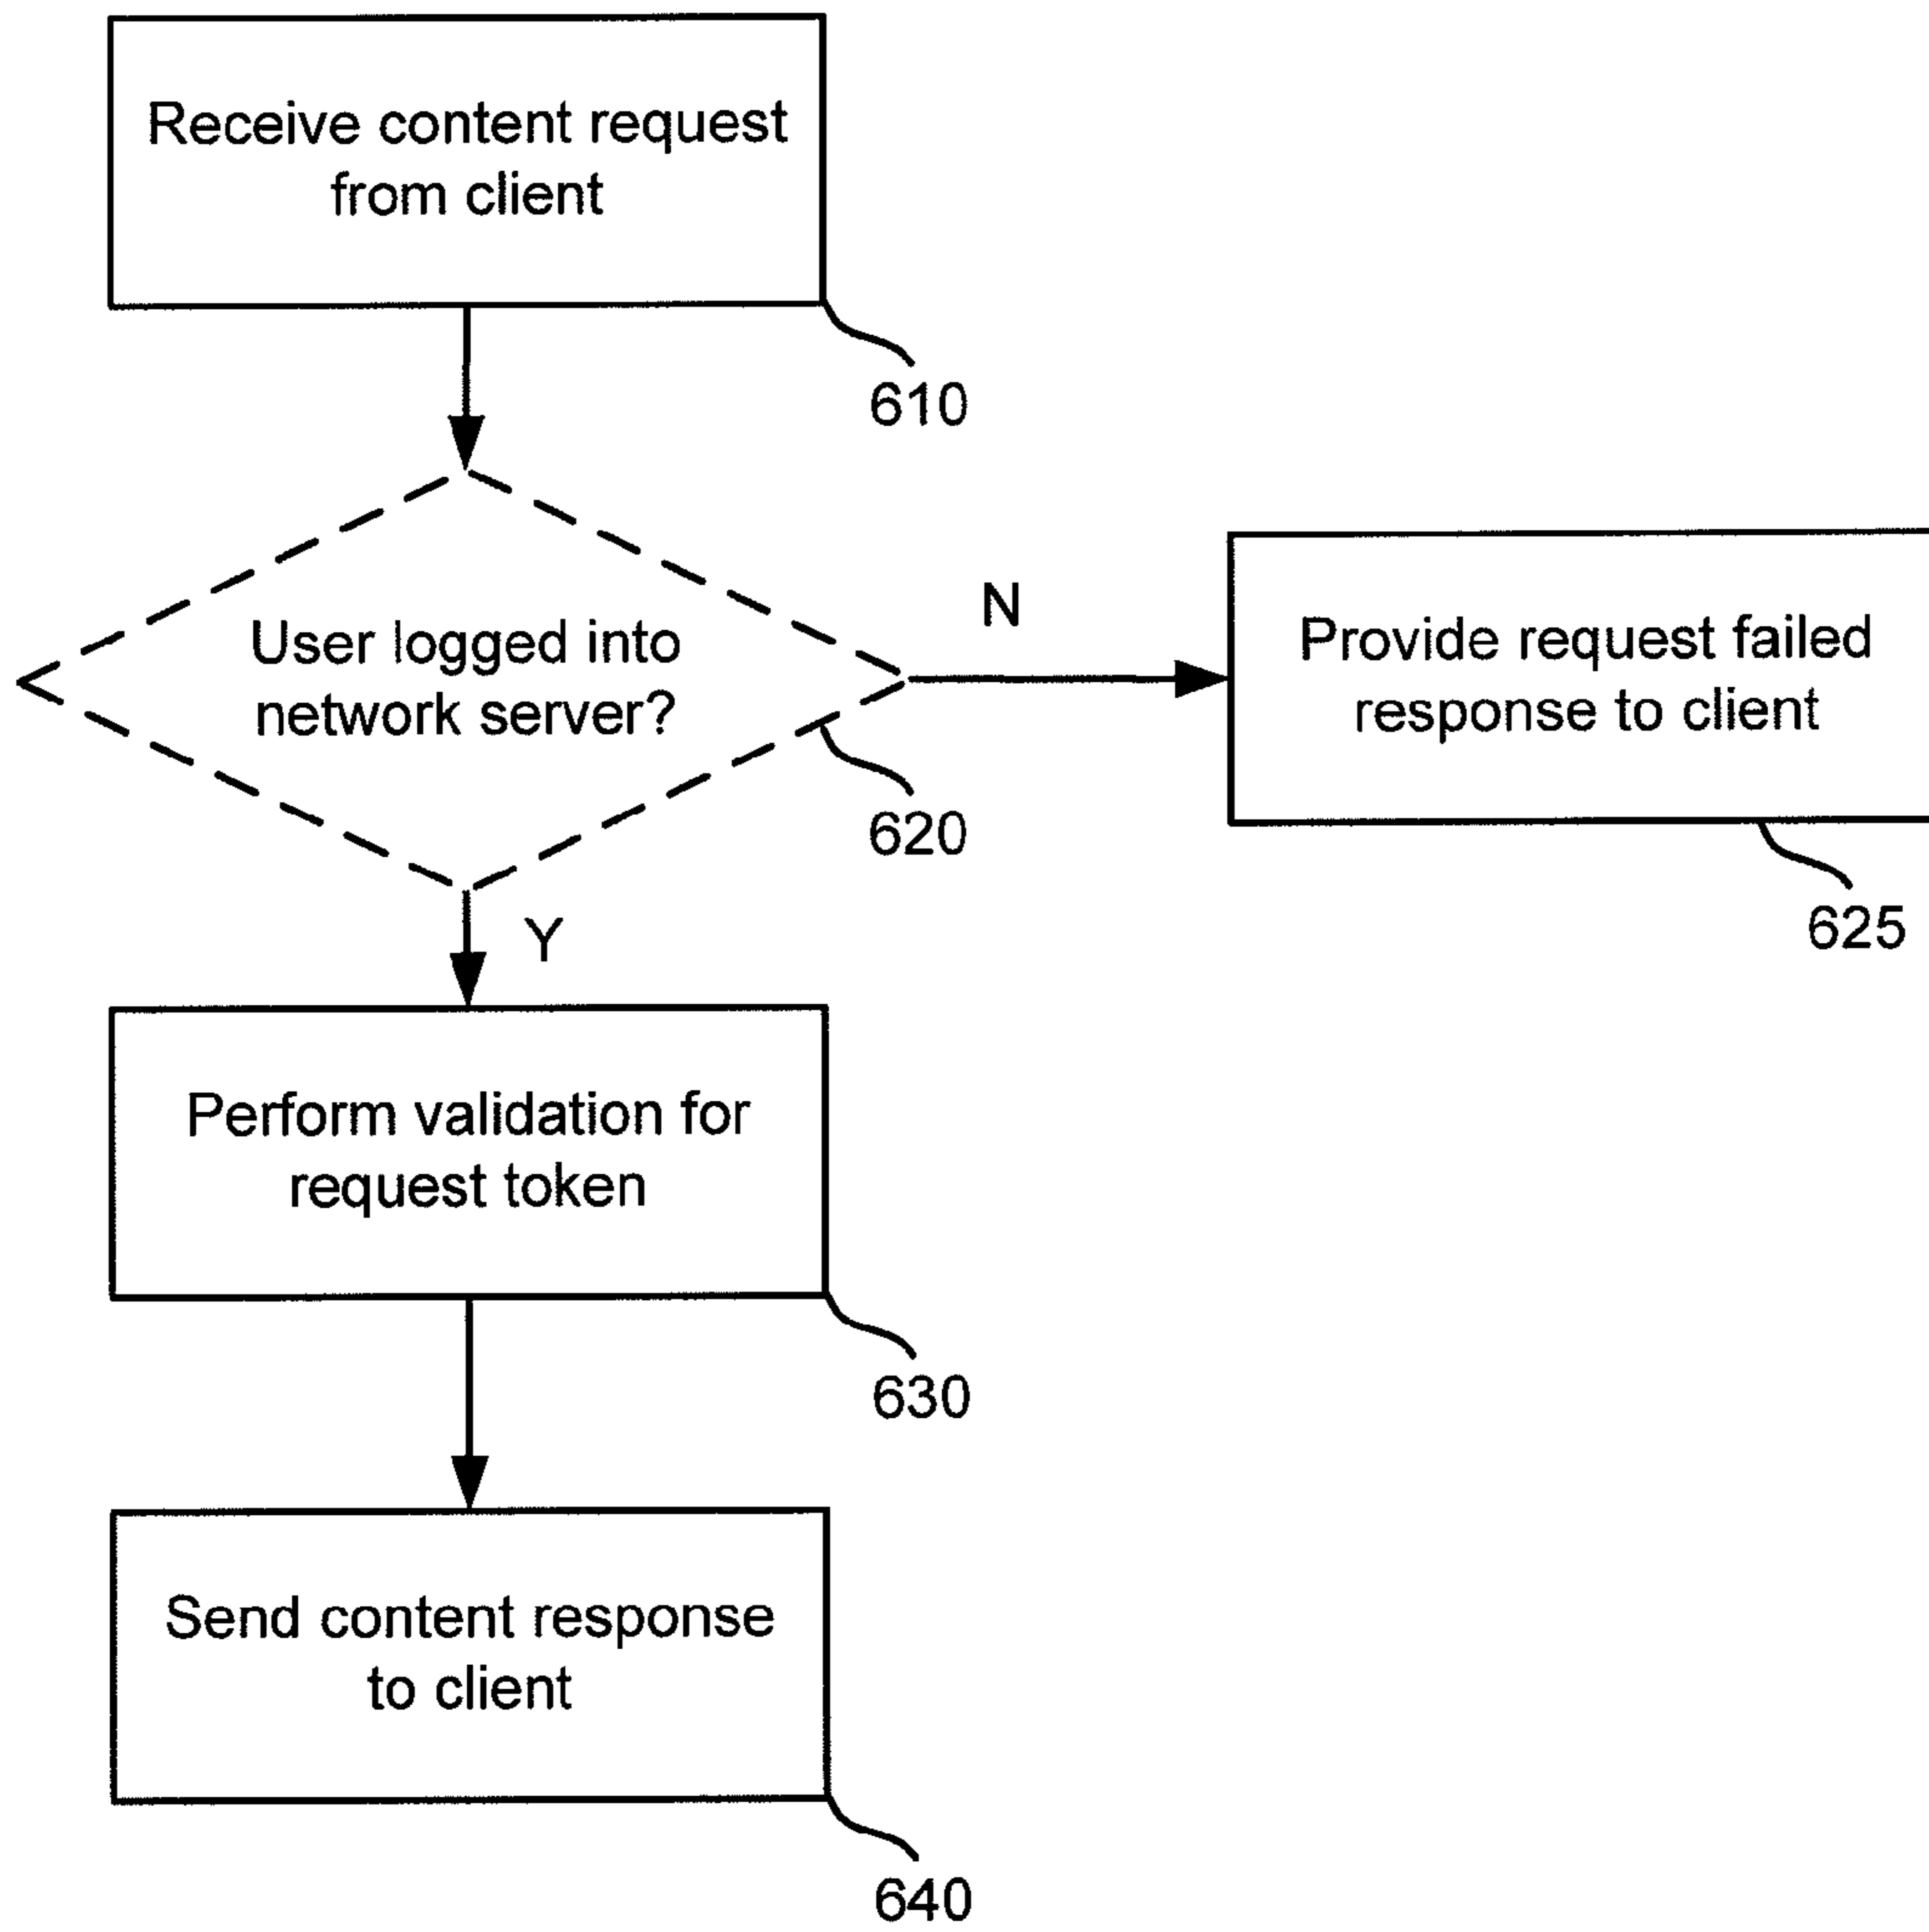 Receive content request
from client
610
User logged into
network server?
N
620
Provide request failed
response to client
625
Y
Perform validation for
request token
630
Send content response
to client
640